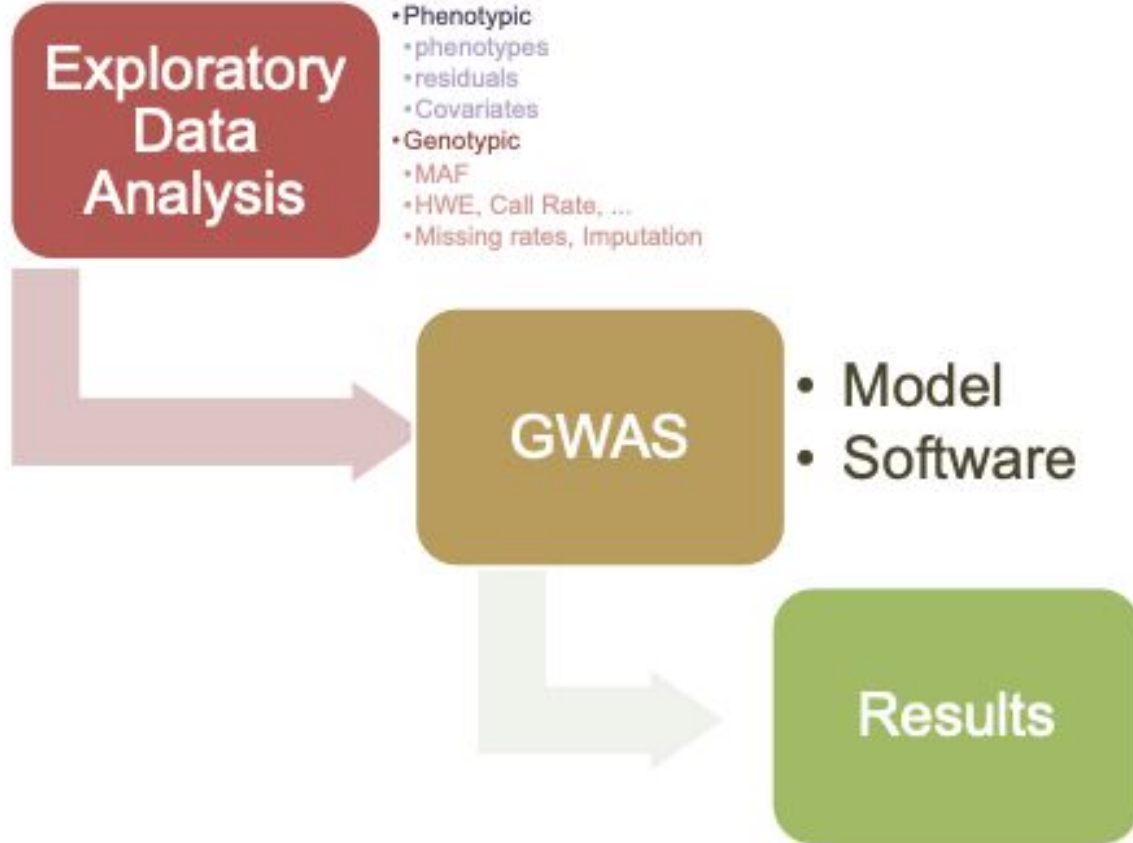 Exploratory
Data
Analysis
•Phenotypic
•phenotypes
•residuals
•Covariates
•Genotypic
•MAF
•HWE, Call Rate, ...
•Missing rates, Imputation
GWAS
• Model
• Software
Results